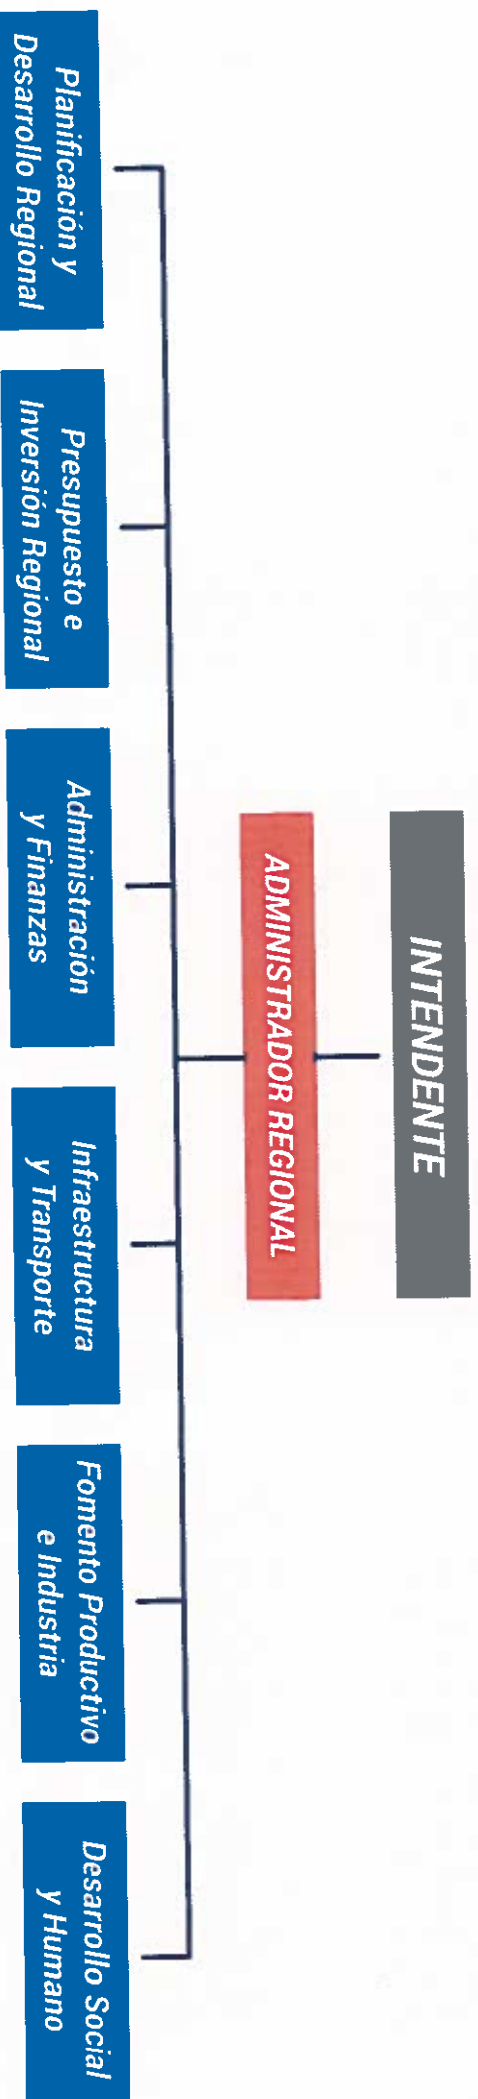 INTENDENTE
ADMINISTRADOR REGIONAL
Planificación y
Desarrollo Regional
Presupuesto e
Inversión Regional
Administración
y Finanzas
Infraestructura
y Transporte
Fomento Productivo
e Industria
Desarrollo Social
y Humano